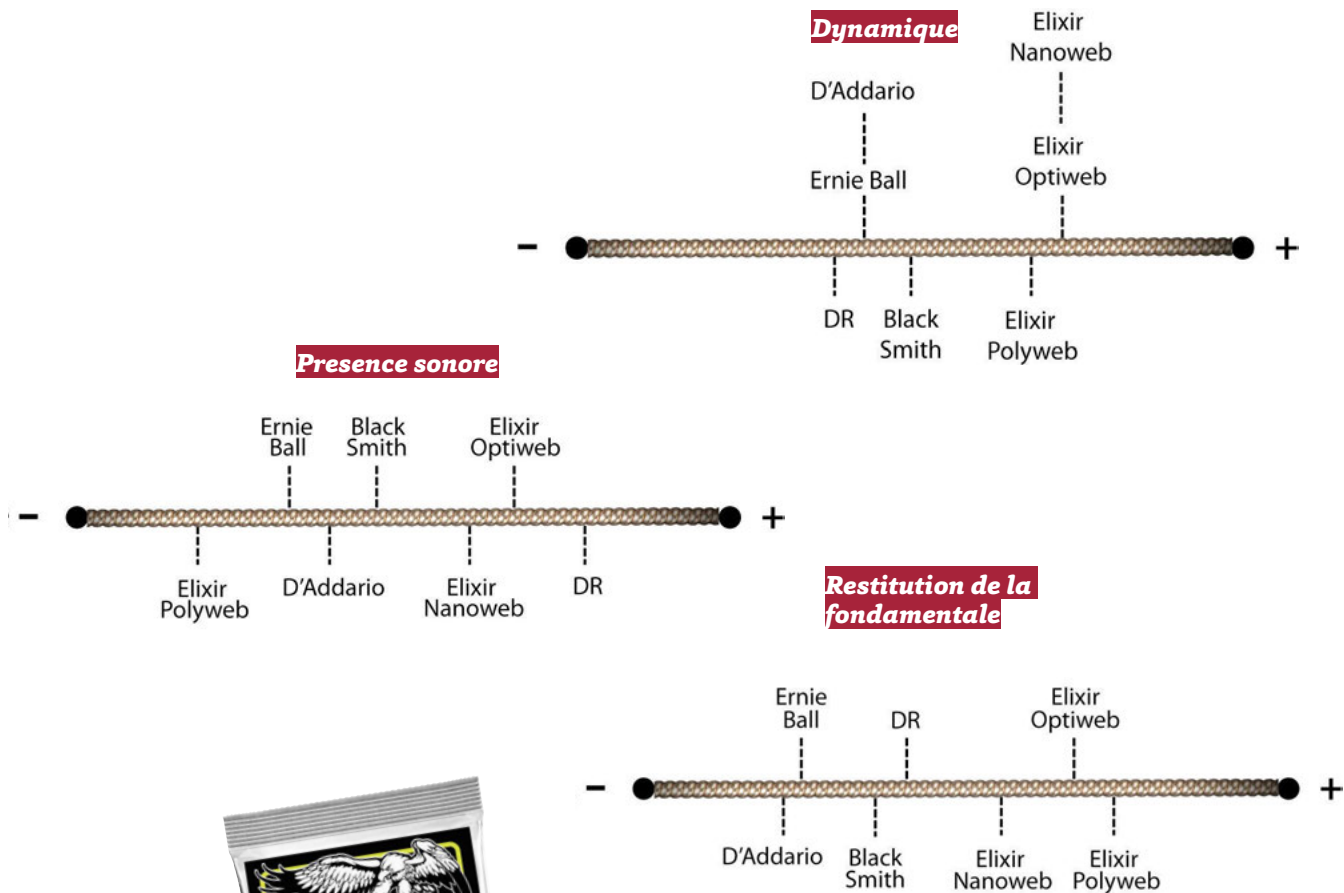 Dynamique
Elixir
Nanoweb
D'Addario
Elixir
Optiweb
Ernie Ball
- +
DR Black
Smith
Elixir
Polyweb
Presence sonore
Ernie
Ball
Black
Smith
Elixir
Optiweb
- +
Elixir
Polyweb
D'Addario
Elixir
Nanoweb
DR
Restitution de la
fondamentale
Ernie
Ball
DR
Elixir
Optiweb
- +
D'Addario
Black
Smith
Elixir
Nanoweb
Elixir
Polyweb